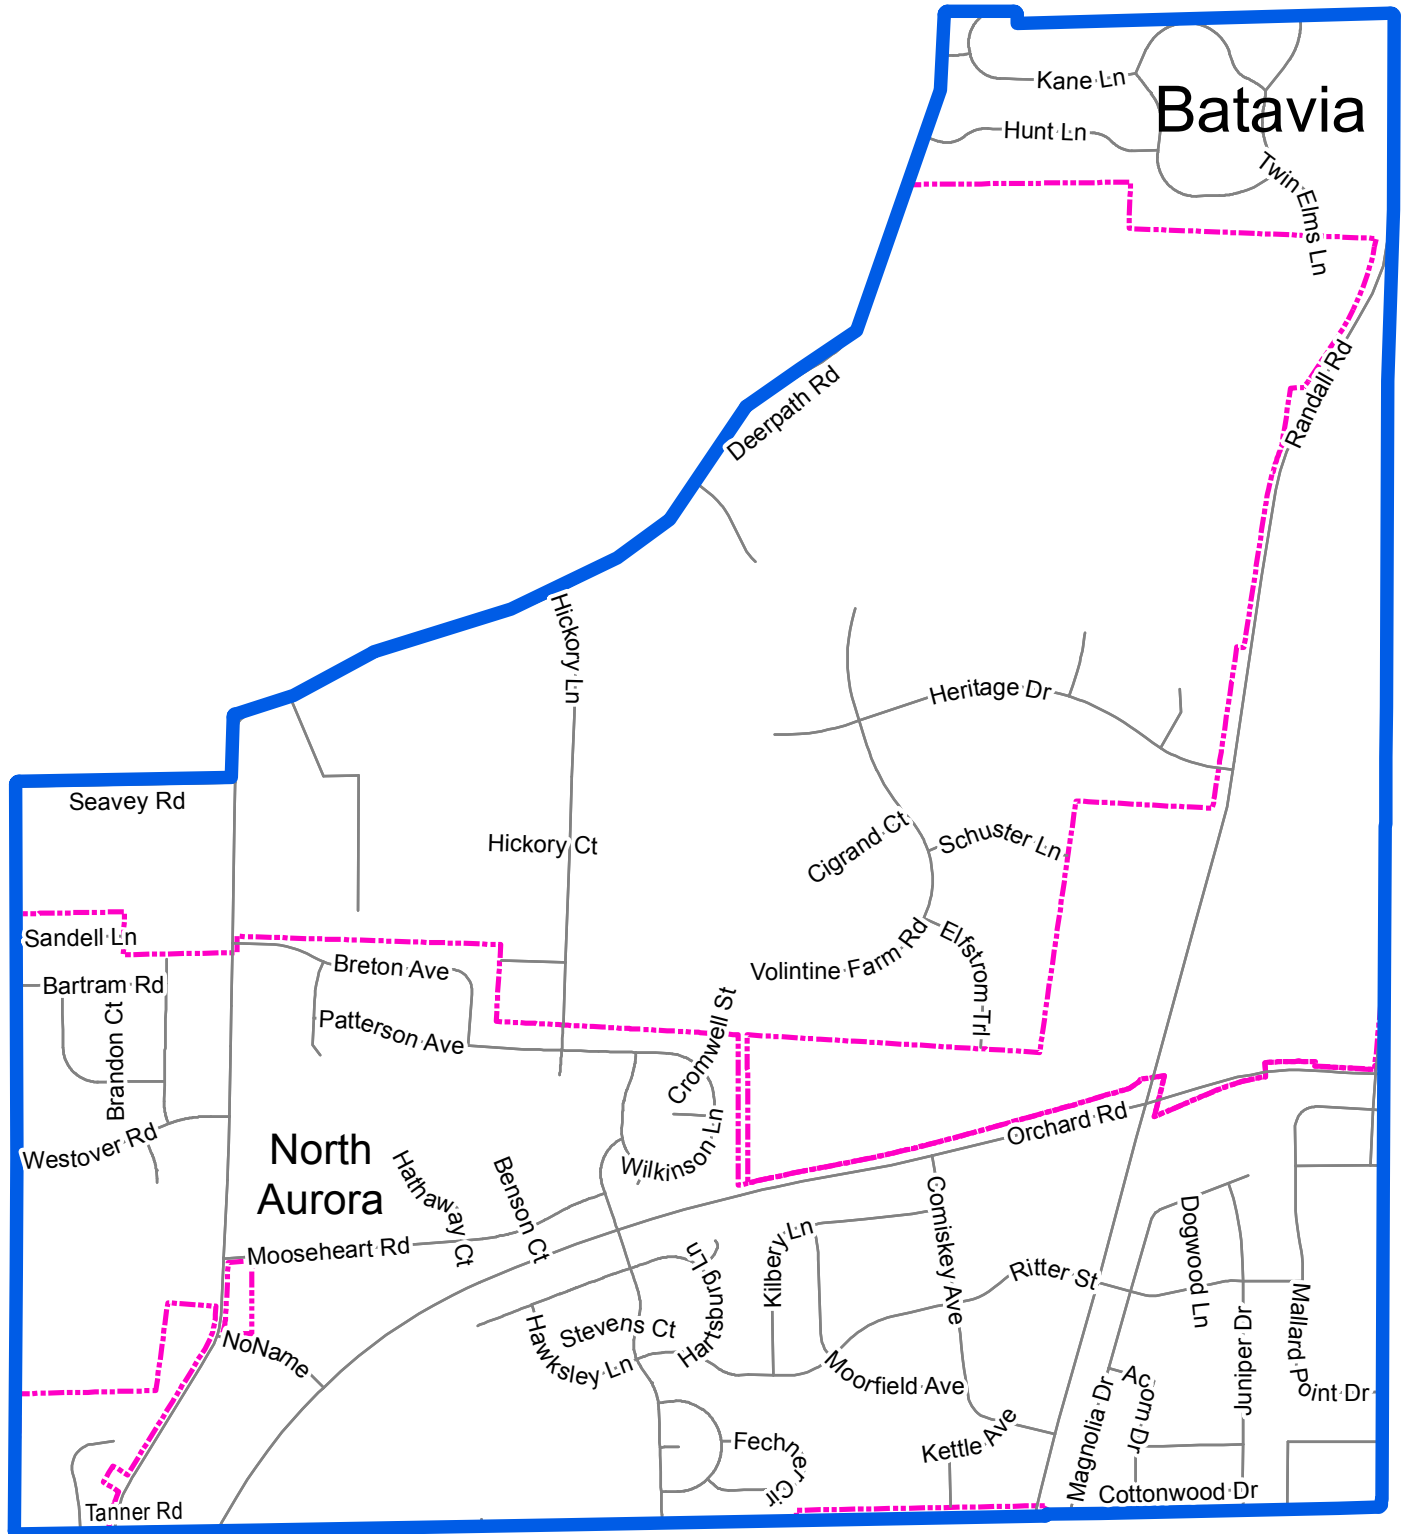 Kane Ln
Batavia
Hunt Ln
Twin Elms Ln
Randall Rd
Deerpath Rd
Hickory Ln
Heritage Dr
Seavey Rd
Hickory Ct
Cigrand Ct
Schuster Ln
Sandell Ln
Breton Ave
Volintine Farm Rd
Elfstrom Trl
Bartram Rd
Brandon Ct
Patterson Ave
Cromwell St
Orchard Rd
Westover Rd
North
Aurora
Wilkinson Ln
Hathaway Ct
Benson Ct
Mooseheart Rd
Hartsburg Ln
Kilbery Ln
Comiskey Ave
Ritter St
Dogwood Ln
Juniper Dr
Mallard Point Dr
NoName
Stevens Ct
Hawksley Ln
Moorfield Ave
Acorn Dr
Magnolia Dr
Fechner Cir
Kettle Ave
Cottonwood Dr
Tanner Rd